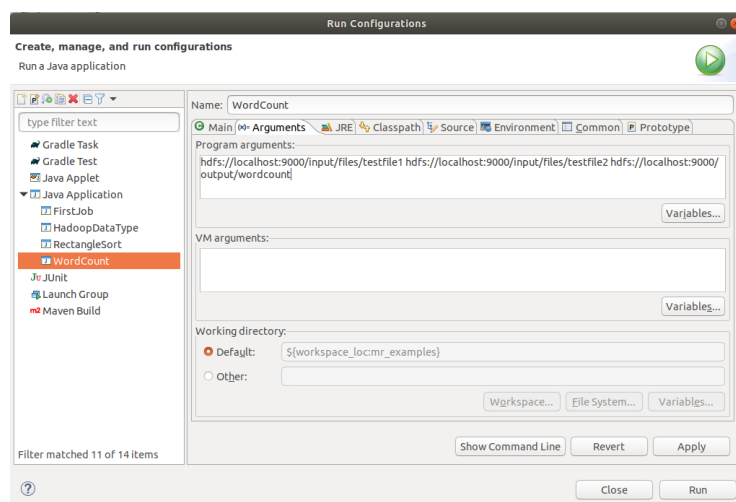 Run Configurations
Create, manage, and run configurations
Run a Java application
type filter text
Gradle Task
Gradle Test
Java Applet
Java Application
FirstJob
HadoopDataType
RectangleSort
WordCount
JUnit
Launch Group
Maven Build
Filter matched 11 of 14 items
Name: WordCount
Main Arguments JRE Classpath Source Environment Common Prototype
Program arguments:
hdfs://localhost:9000/input/files/testfile1 hdfs://localhost:9000/input/files/testfile2 hdfs://localhost:9000/
output/wordcount
Variables...
VM arguments:
Variables...
Working directory:
Default: ${workspace_loc:mr_examples}
Other:
Workspace... File System... Variables...
Show Command Line Revert Apply
Close Run